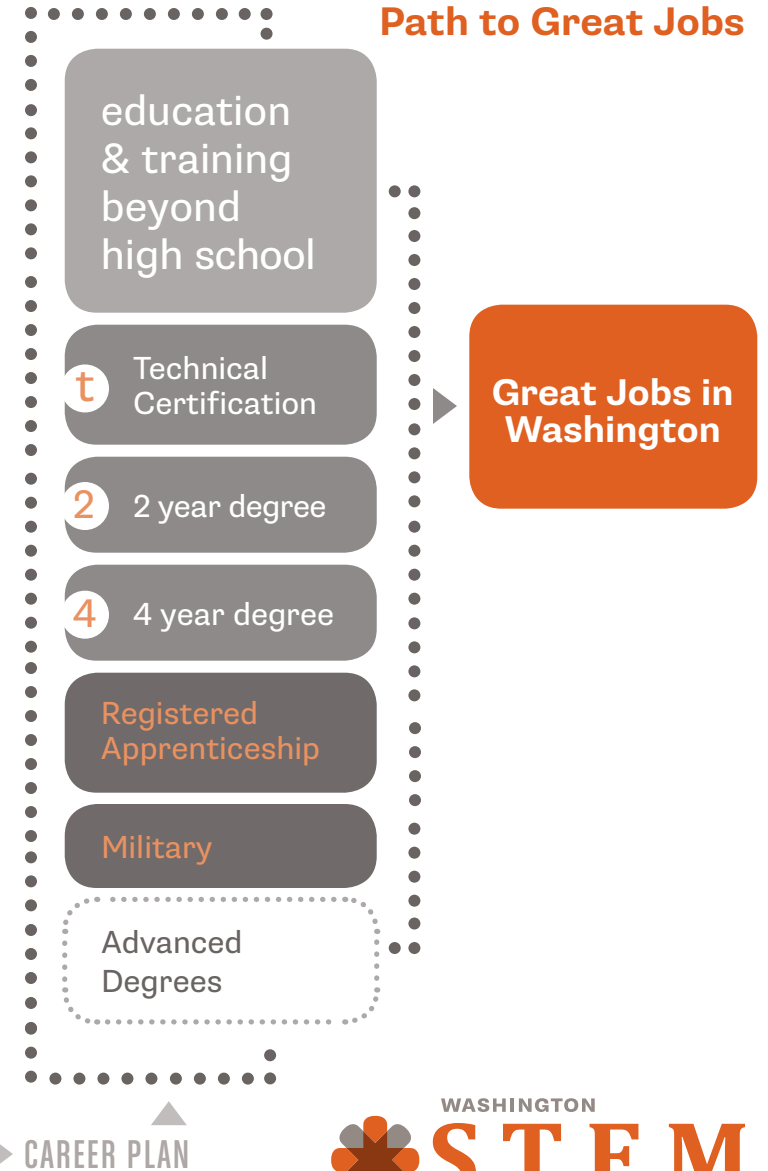 Path to Great Jobs
education
& training
beyond
high school
t
Technical
Certification
2
2 year degree
4
4 year degree
Registered
Apprenticeship
Military
Advanced
Degrees
Great Jobs in
Washington
CAREER PLAN
WASHINGTON
STEM